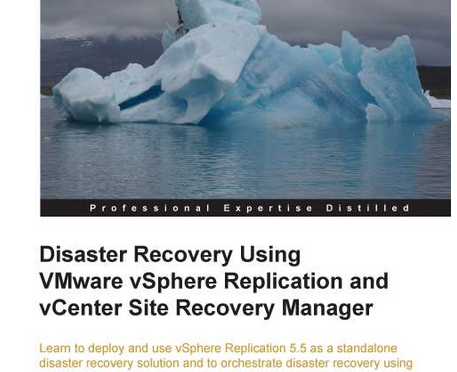 Professional Expertise Distilled
Disaster Recovery Using
VMware vSphere Replication and
vCenter Site Recovery Manager
Learn to deploy and use vSphere Replication 5.5 as a standalone
disaster recovery solution and to orchestrate disaster recovery using